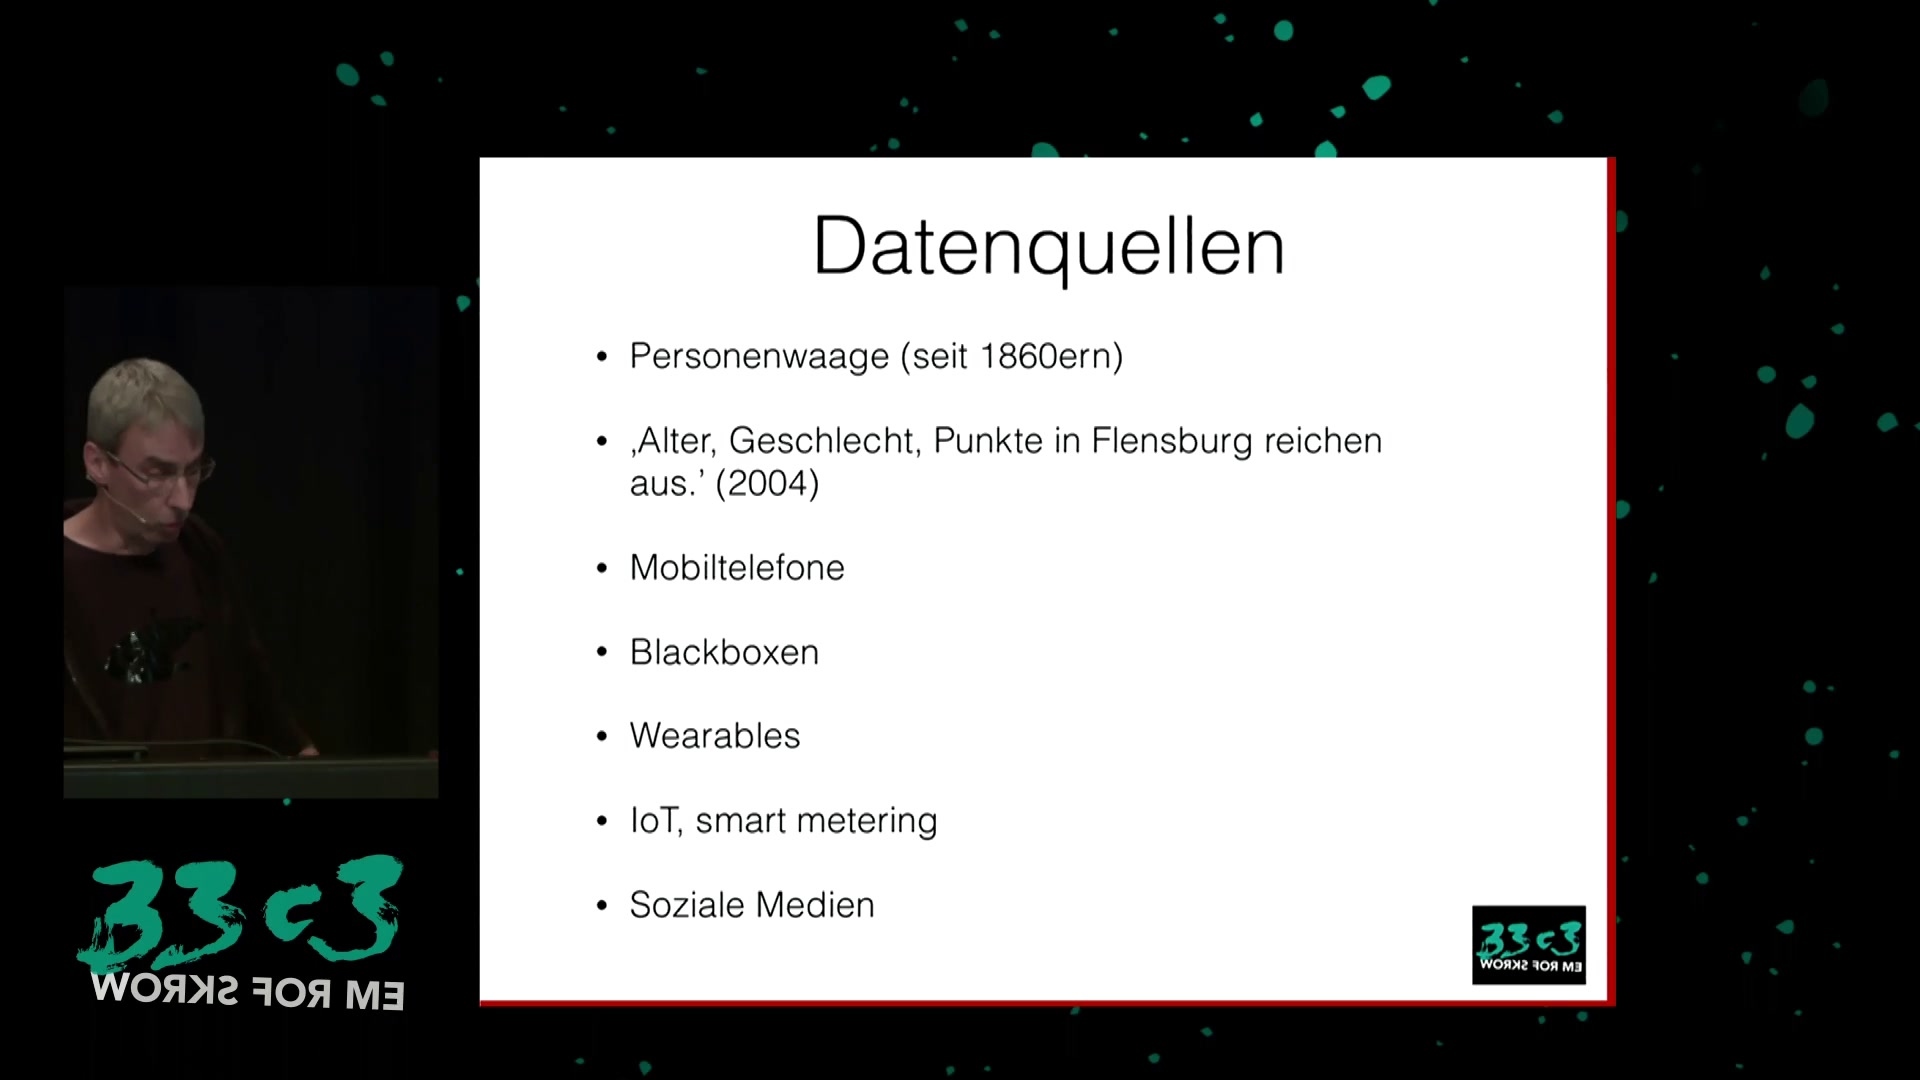 Datenquellen
• Personenwaage (seit 1860ern)
• ‚Alter, Geschlecht, Punkte in Flensburg reichen
aus.’ (2004)
• Mobiltelefone
• Blackboxen
• Wearables
• IoT, smart metering
• Soziale Medien
33c3
WORKS FOR ME
33c3
WORKS FOR ME